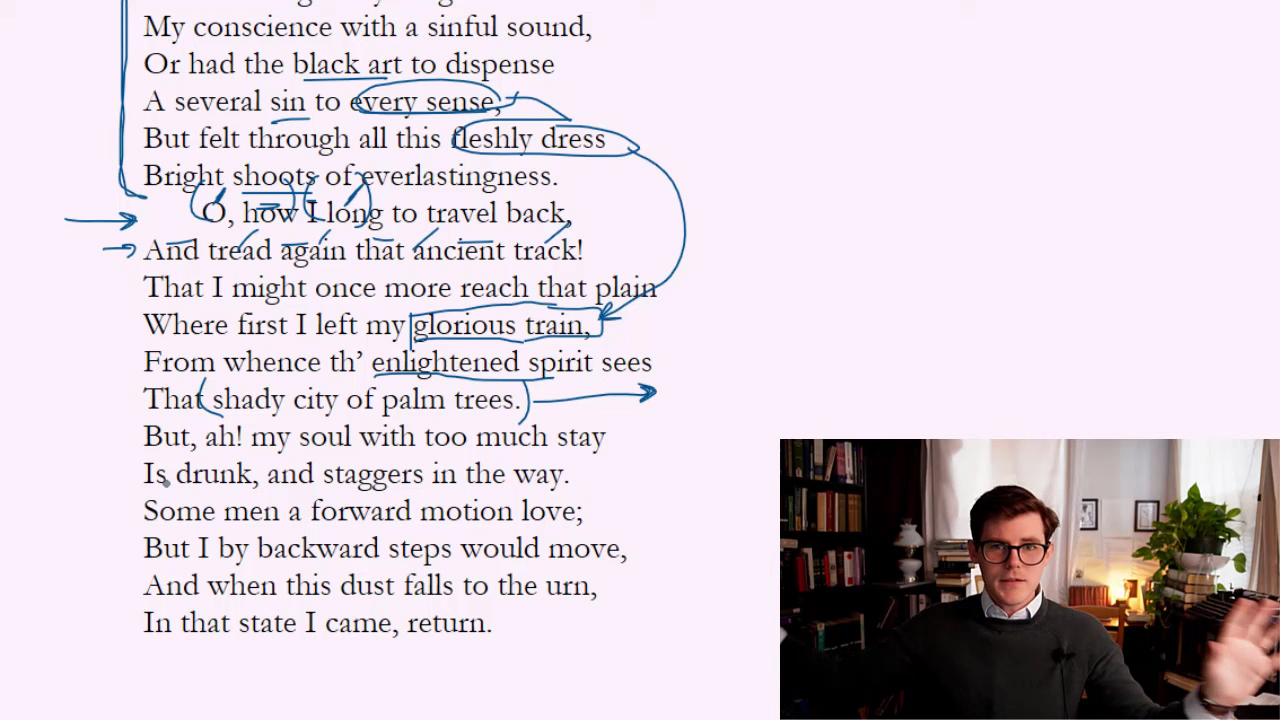 My conscience with a sinful sound,
Or had the black art to dispense
A several sin to every sense,
But felt through all this fleshly dress
Bright shoots of everlastingness.
O, how I long to travel back,
And tread again that ancient track!
That I might once more reach that plain
Where first I left my glorious train,
From whence th’ enlightened spirit sees
That shady city of palm trees.
But, ah! my soul with too much stay
Is drunk, and staggers in the way.
Some men a forward motion love;
But I by backward steps would move,
And when this dust falls to the urn,
In that state I came, return.